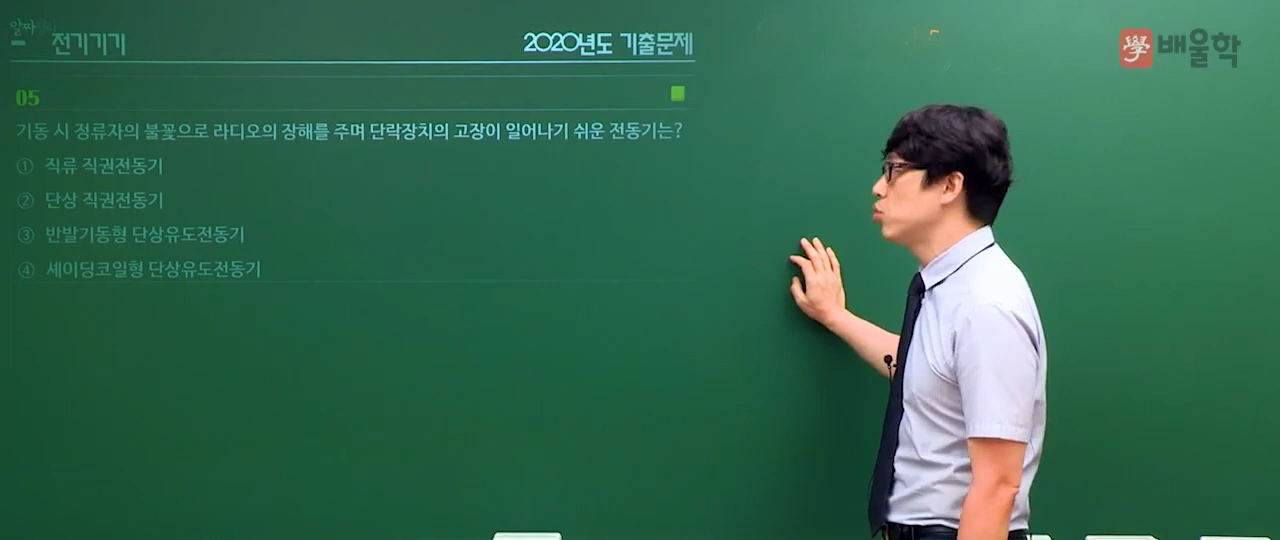 알짜
전기기기
2020년도 기출문제
學 배울학
05
기동 시 정류자의 불꽃으로 라디오의 장해를 주며 단락장치의 고장이 일어나기 쉬운 전동기는?
① 직류 직권전동기
② 단상 직권전동기
③ 반발기동형 단상유도전동기
④ 셰이딩코일형 단상유도전동기